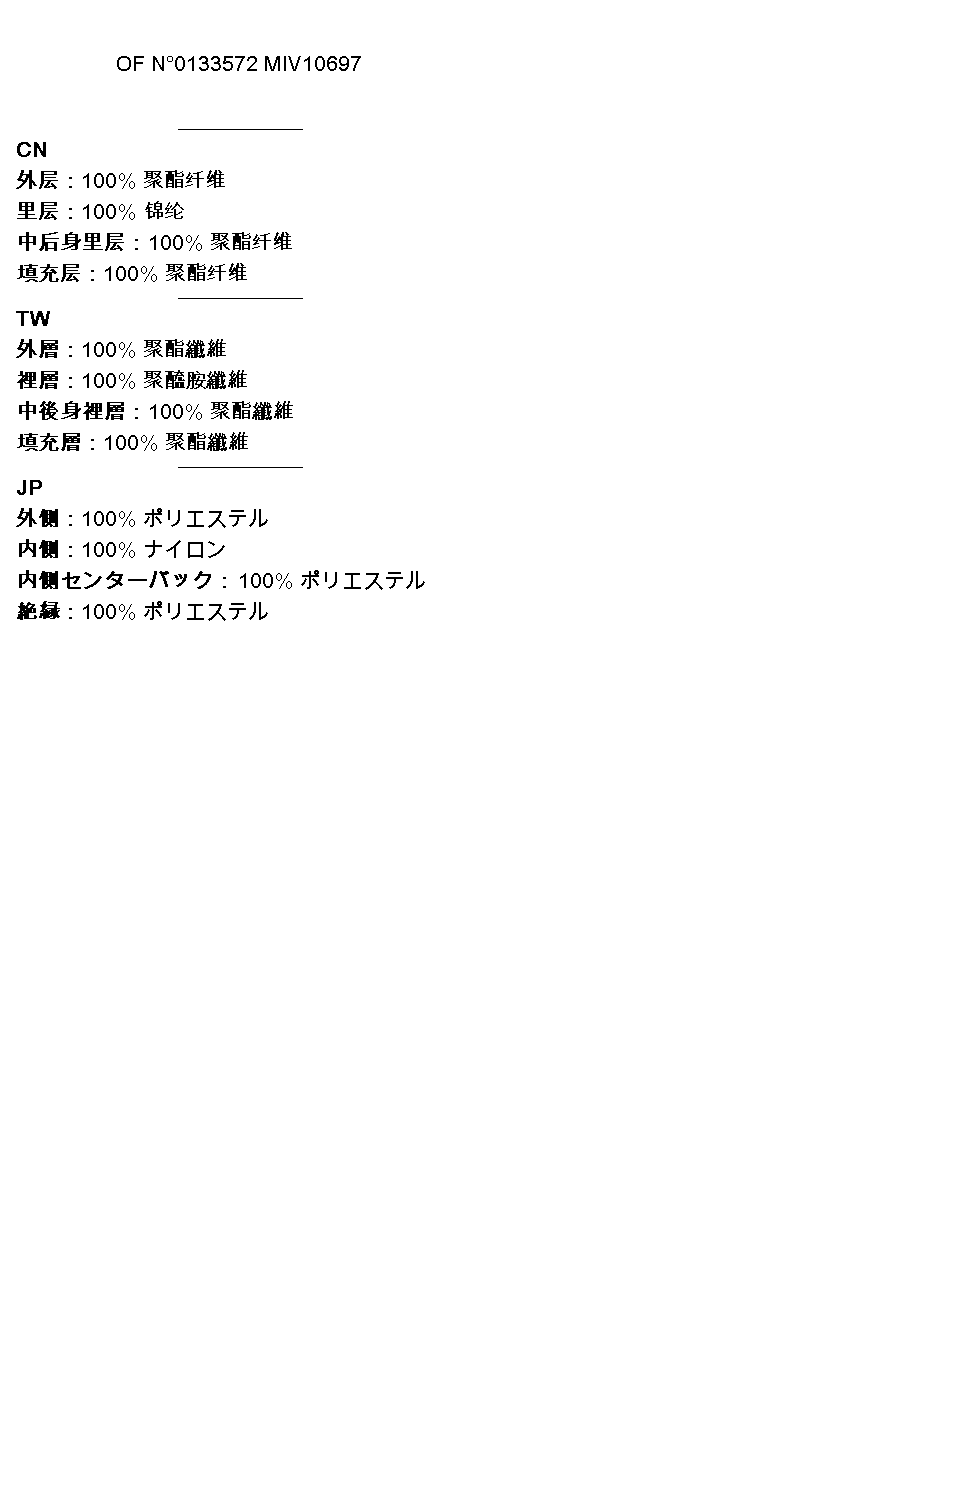 OF N°0133572 MIV10697
CN
外层 : 100% 聚酯纤维
里层 : 100% 锦纶
中后身里层 : 100% 聚酯纤维
填充层 : 100% 聚酯纤维
TW
外層 : 100% 聚酯纖維
裡層 : 100% 聚醯胺纖維
中後身裡層 : 100% 聚酯纖維
填充層 : 100% 聚酯纖維
JP
外側 : 100% ポリエステル
内側 : 100% ナイロン
内側センターバック : 100% ポリエステル
絶縁 : 100% ポリエステル